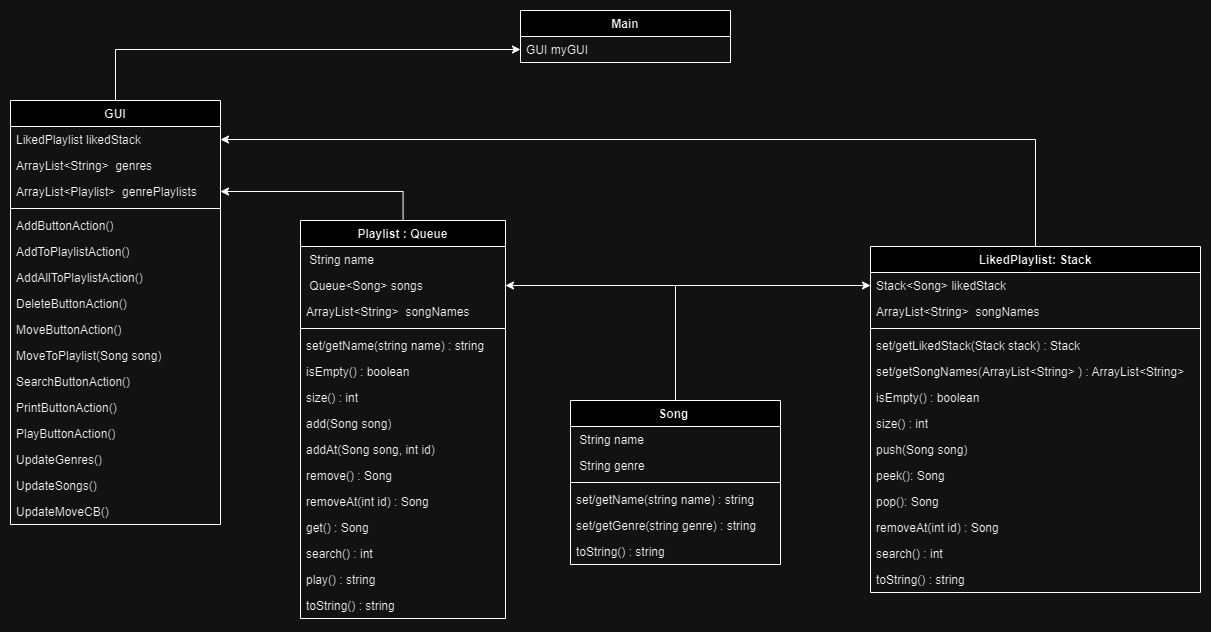 Main
GUI myGUI
GUI
LikedPlaylist likedStack
ArrayList<String>  genres
ArrayList<Playlist>  genrePlaylists
AddButtonAction()
AddToPlaylistAction()
AddAllToPlaylistAction()
DeleteButtonAction()
MoveButtonAction()
MoveToPlaylist(Song song)
SearchButtonAction()
PrintButtonAction()
PlayButtonAction()
UpdateGenres()
UpdateSongs()
UpdateMoveCB()
Playlist : Queue
String name
Queue<Song> songs
ArrayList<String>  songNames
set/getName(string name) : string
isEmpty() : boolean
size() : int
add(Song song)
addAt(Song song, int id)
remove() : Song
removeAt(int id) : Song
get() : Song
search() : int
play() : string
toString() : string
Song
String name
String genre
set/getName(string name) : string
set/getGenre(string genre) : string
toString() : string
LikedPlaylist: Stack
Stack<Song> likedStack
ArrayList<String>  songNames
set/getLikedStack(Stack stack) : Stack
set/getSongNames(ArrayList<String> ) : ArrayList<String>
isEmpty() : boolean
size() : int
push(Song song)
peek(): Song
pop(): Song
removeAt(int id) : Song
search() : int
toString() : string